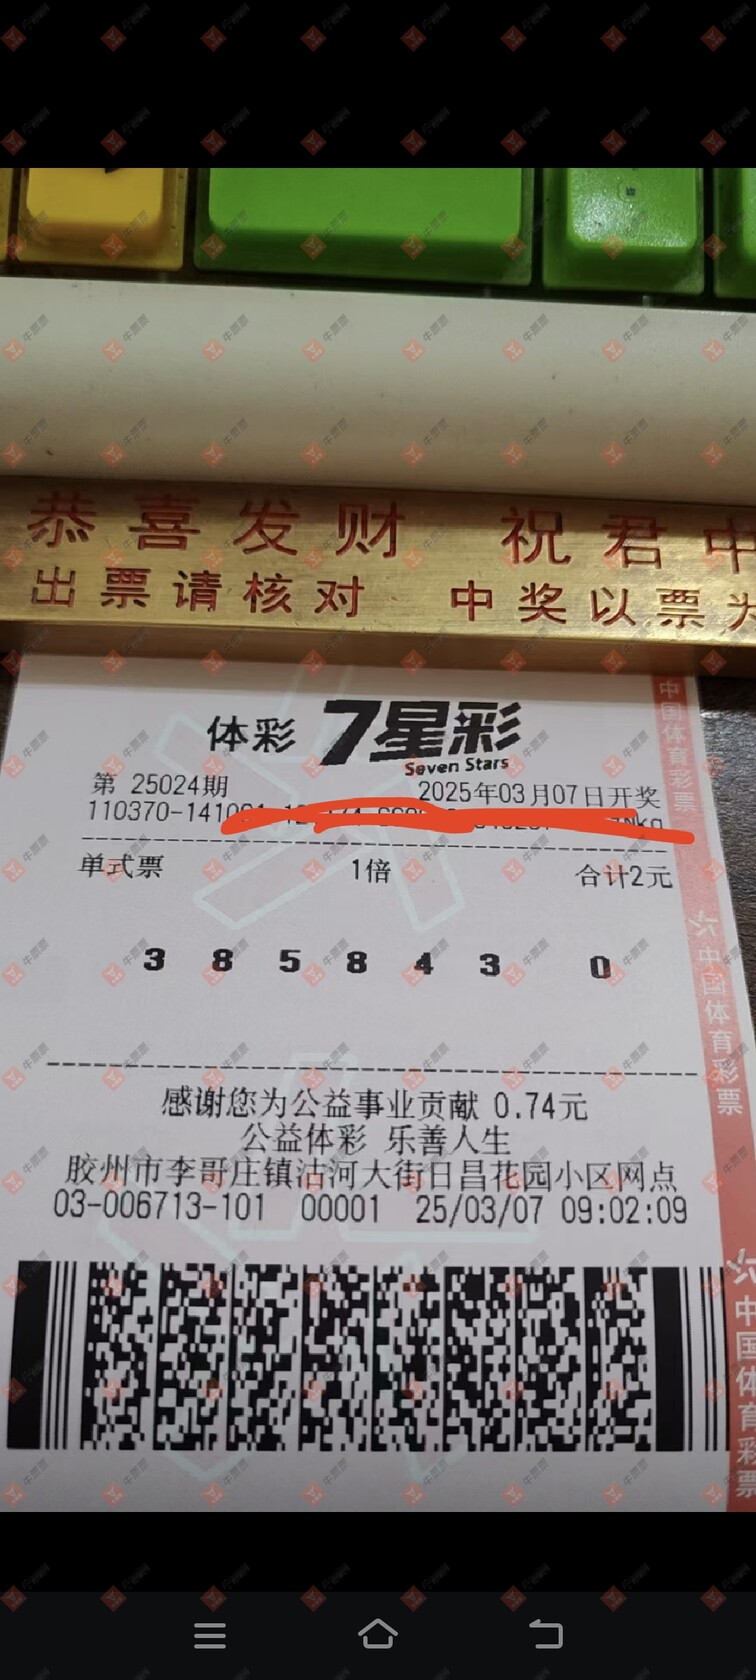 恭喜发财 祝君中
出票请核对 中奖以票为
体彩 7星彩
Seven Stars
第 25024期 2025年03月07日开奖
110370-141
单式票 1倍 合计2元
3 8 5 8 4 3 0
感谢您为公益事业贡献 0.74元
公益体彩 乐善人生
胶州市李哥庄镇沽河大街日昌花园小区网点
03-006713-101 00001 25/03/07 09:02:09
中国体育彩票
中国体育彩票
中国体育彩票
牛票票